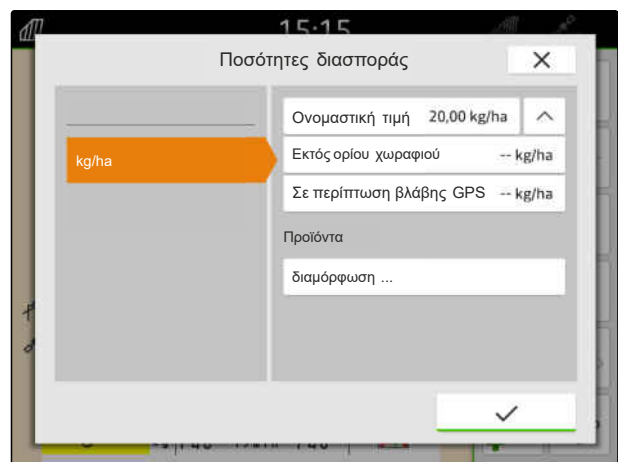 15:15
Ποσότητες διασποράς
Ονομαστική τιμή 20,00 kg/ha
kg/ha
Εκτός ορίου χωραφιού -- kg/ha
Σε περίπτωση βλάβης GPS -- kg/ha
Προϊόντα
διαμόρφωση ...